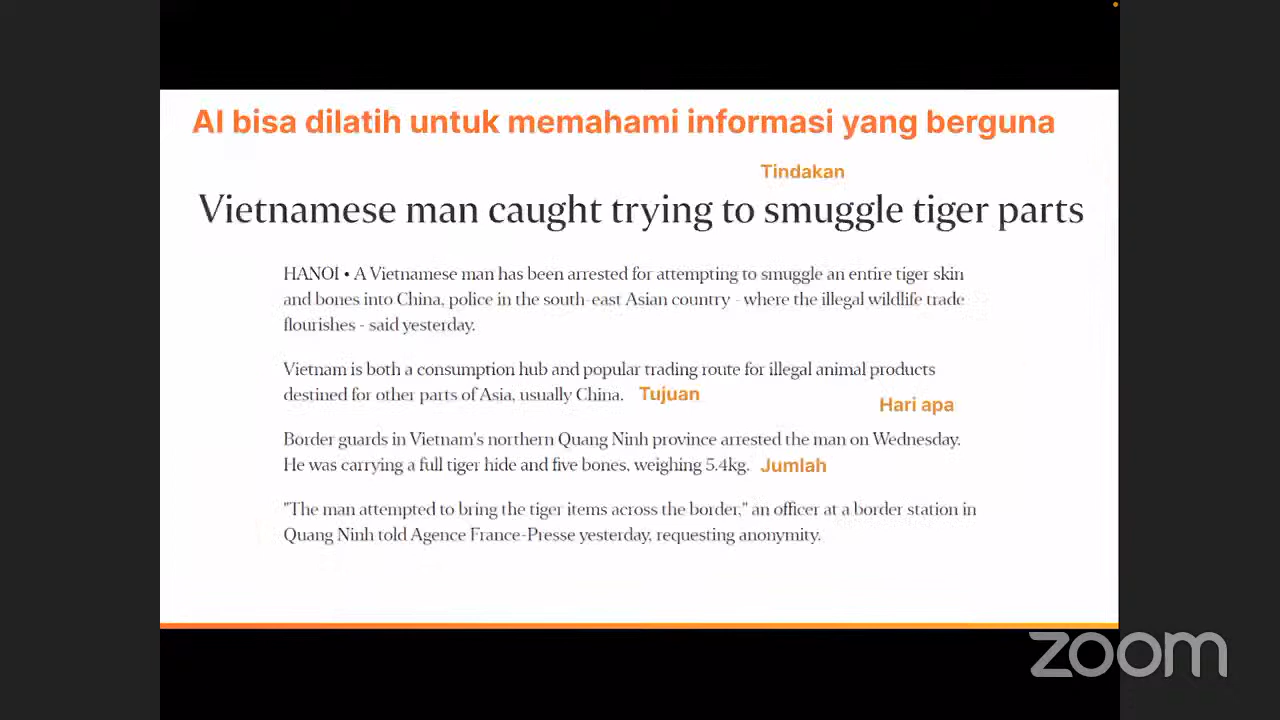 AI bisa dilatih untuk memahami informasi yang berguna
Tindakan
Vietnamese man caught trying to smuggle tiger parts
HANOI • A Vietnamese man has been arrested for attempting to smuggle an entire tiger skin
and bones into China, police in the south-east Asian country - where the illegal wildlife trade
flourishes - said yesterday.
Vietnam is both a consumption hub and popular trading route for illegal animal products
destined for other parts of Asia, usually China. Tujuan
Hari apa
Border guards in Vietnam's northern Quang Ninh province arrested the man on Wednesday.
He was carrying a full tiger hide and five bones, weighing 5.4kg. Jumlah
"The man attempted to bring the tiger items across the border," an officer at a border station in
Quang Ninh told Agence France-Presse yesterday, requesting anonymity.
zoom